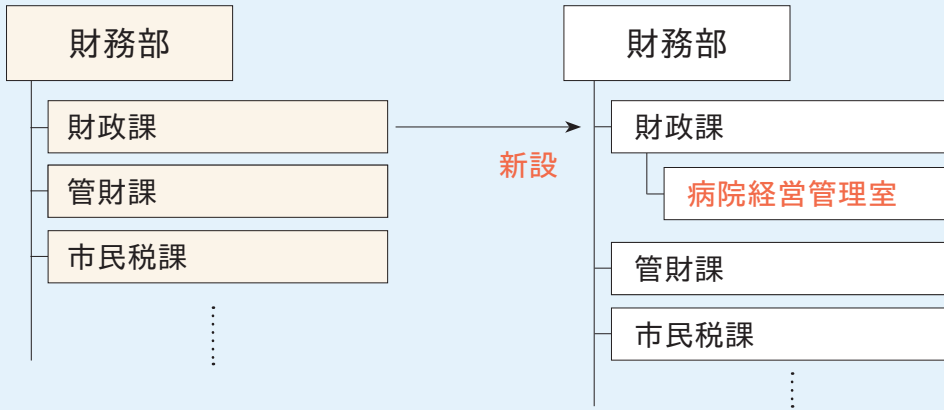 財務部
財政課
管財課
市民税課
新設
財務部
財政課
病院経営管理室
管財課
市民税課